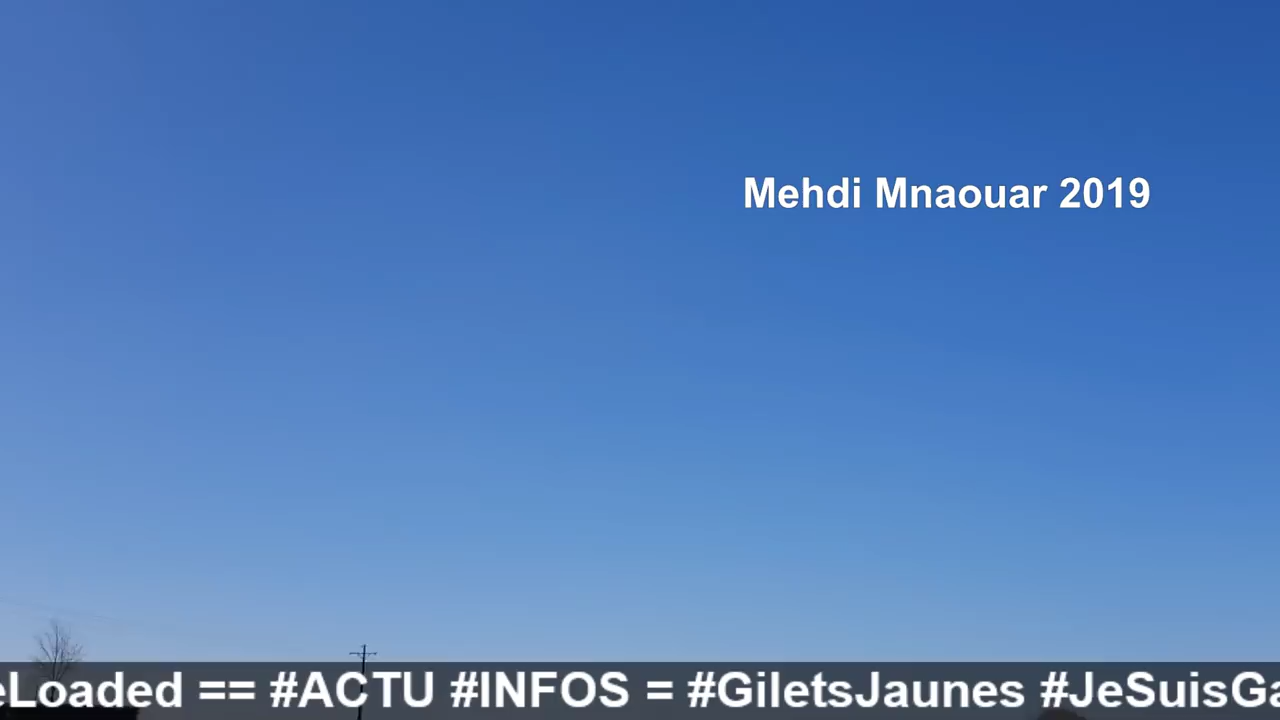 Mehdi Mnaouar 2019
eLoaded == #ACTU #INFOS = #GiletsJaunes #JeSuisGa